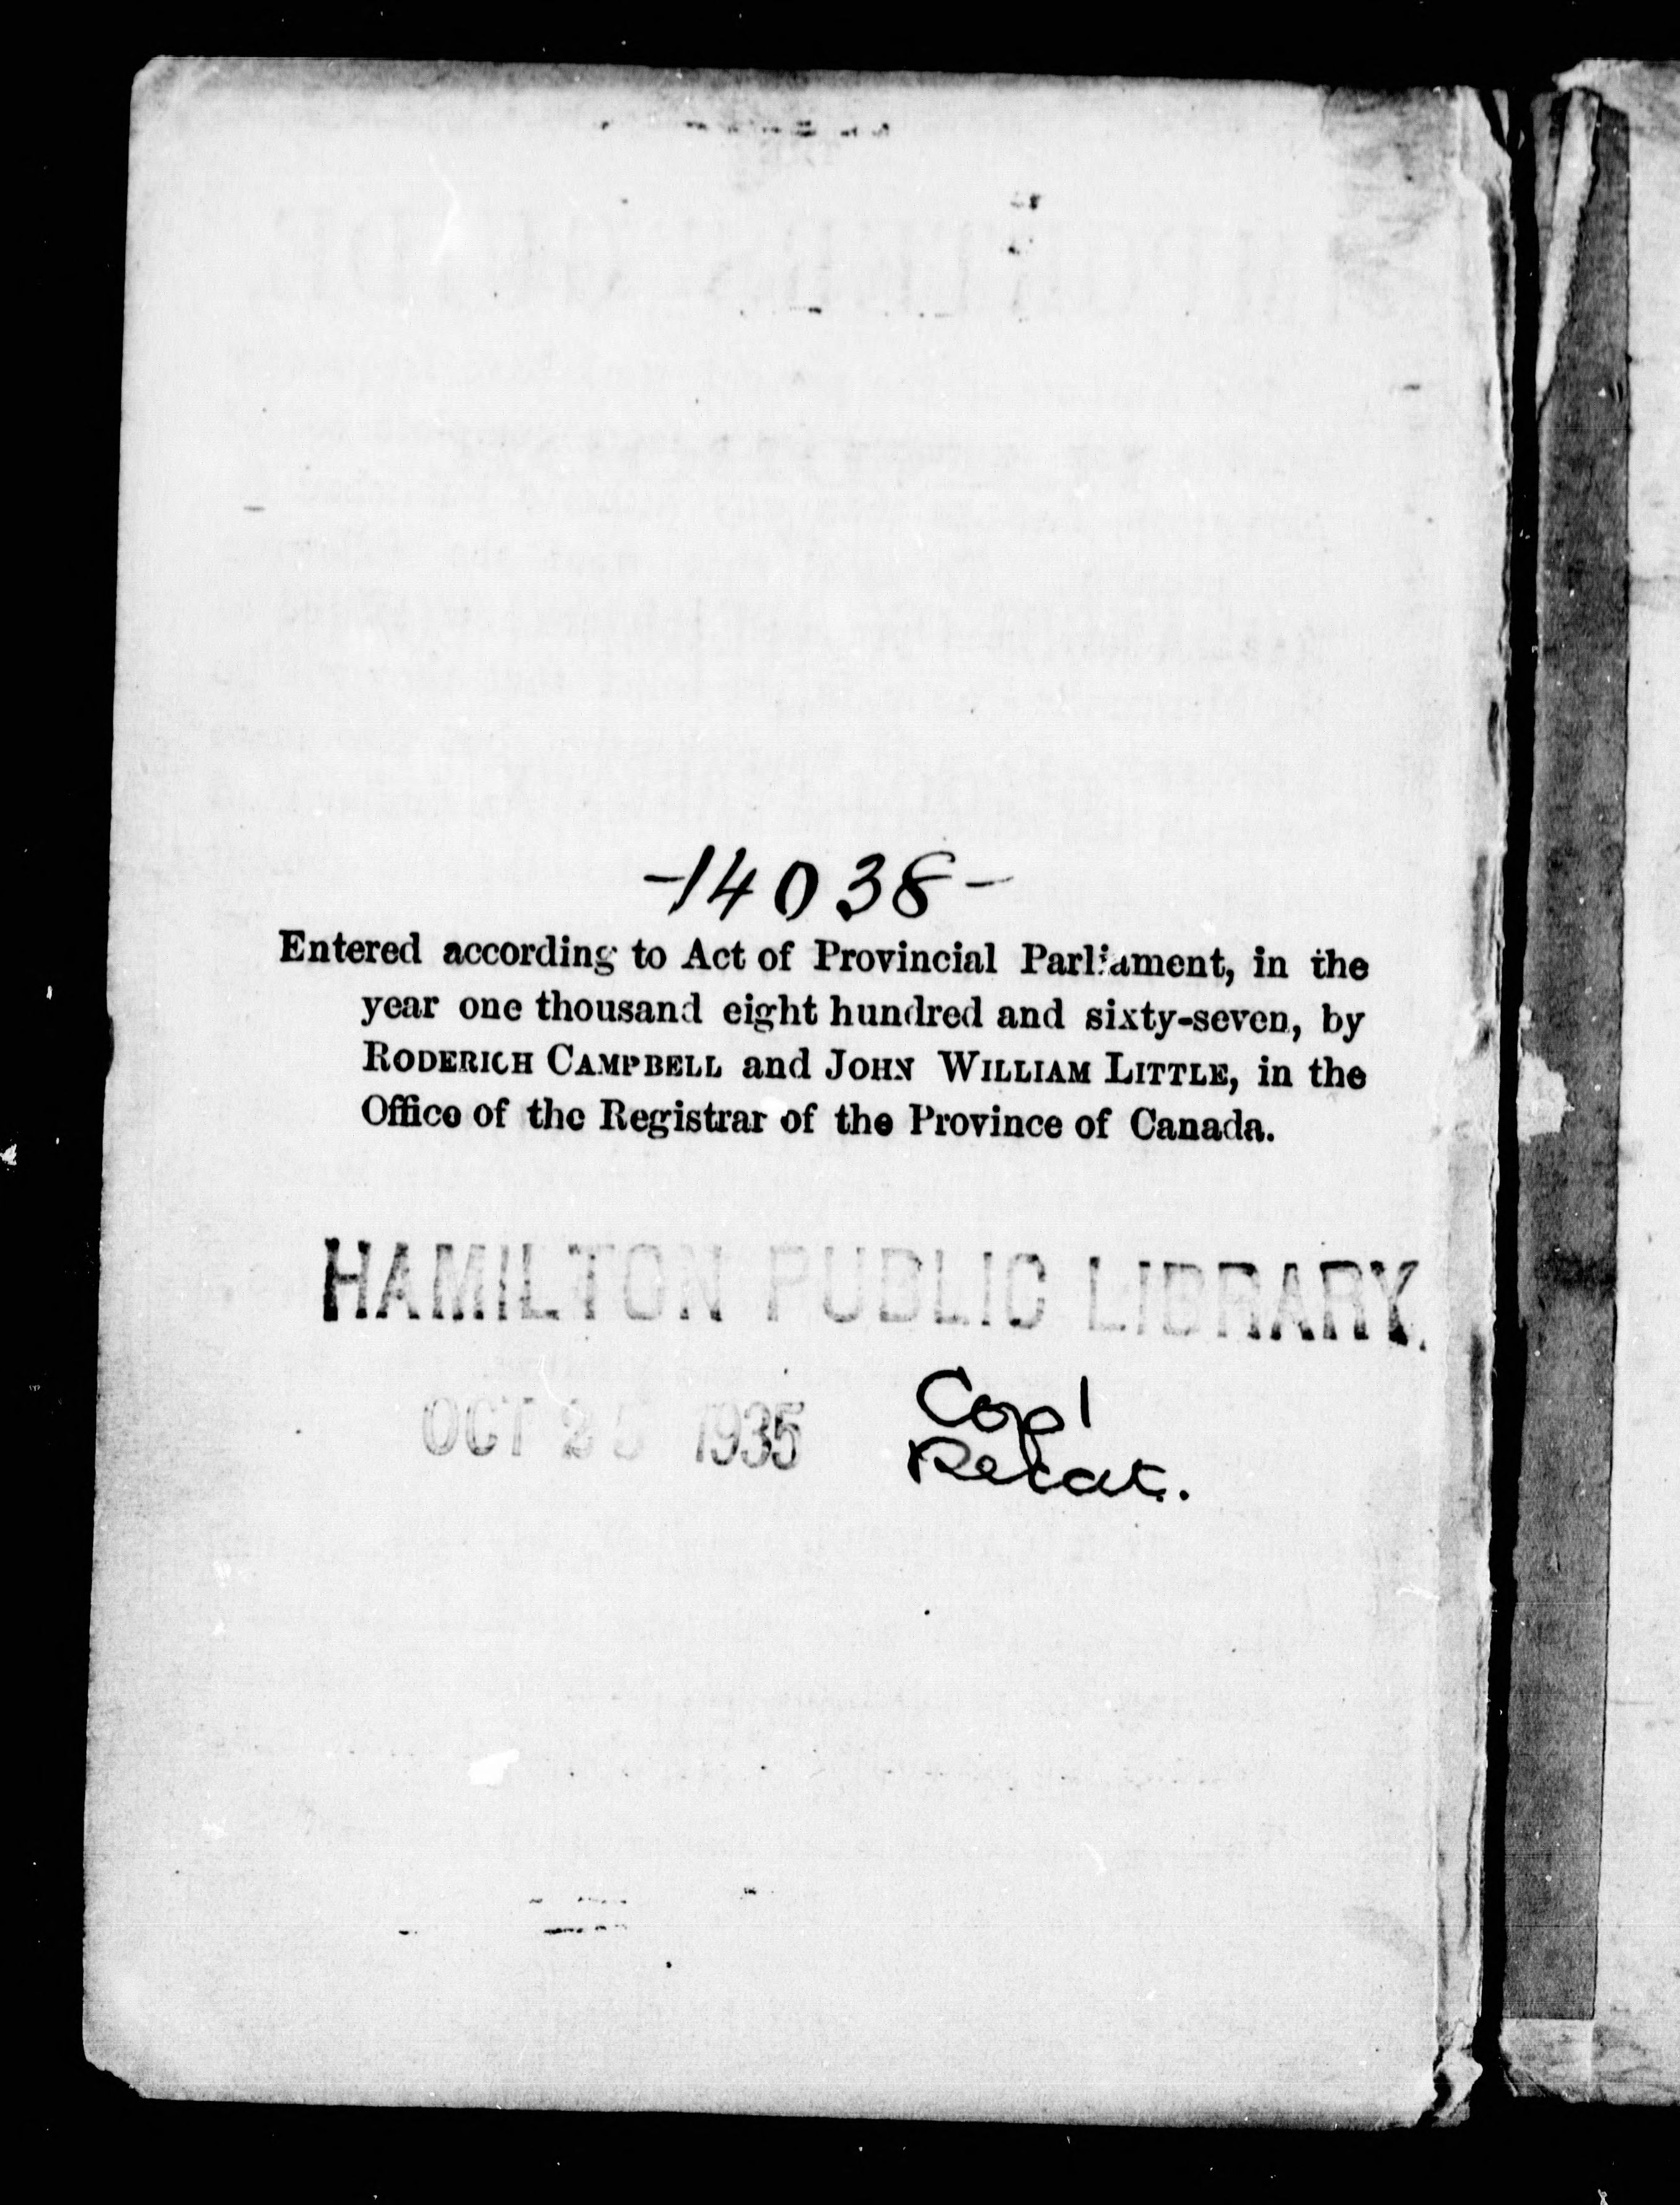 -14038-
Entered according to Act of Provincial Parliament, in the
year one thousand eight hundred and sixty-seven, by
RODERICH CAMPBELL and JOHN WILLIAM LITTLE, in the
Office of the Registrar of the Province of Canada.
HAMILTON PUBLIC LIBRARY.
OCT 1935
Cop 1
Recat.